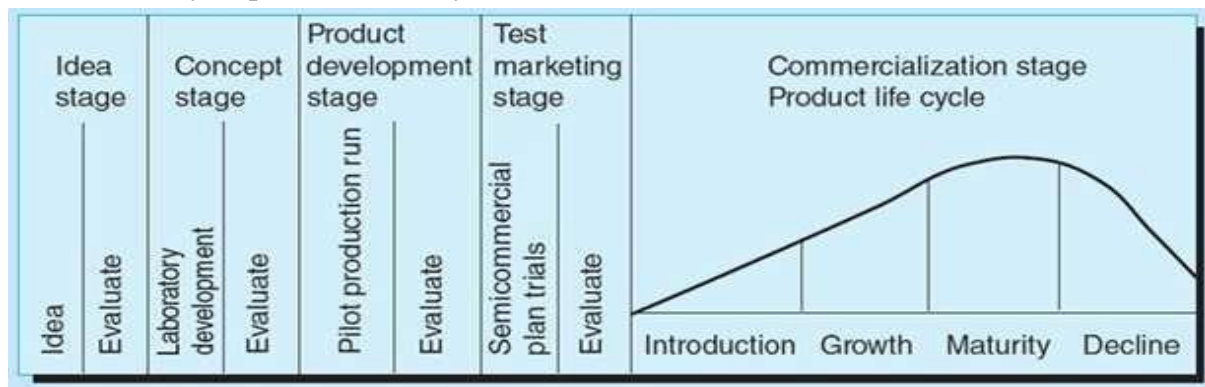 Idea
stage
Concept
stage
Product
development
stage
Test
marketing
stage
Commercialization stage
Product life cycle
Idea
Evaluate
Laboratory
development
Evaluate
Pilot production run
Evaluate
Semicommercial
plan trials
Evaluate
Introduction
Growth
Maturity
Decline